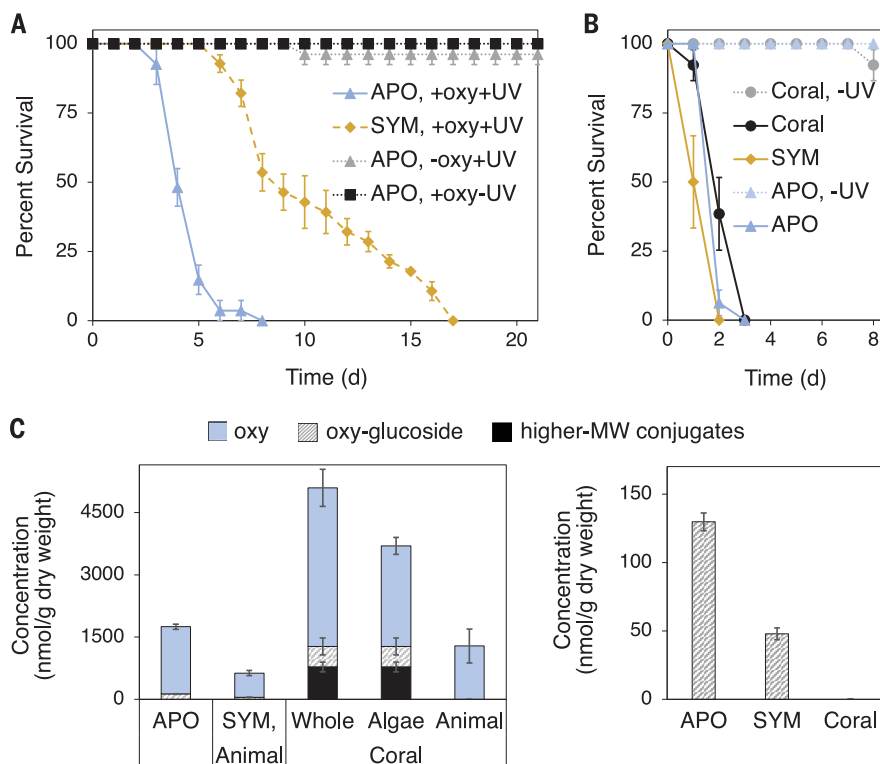 A
100
75
50
25
0
Percent Survival
0 5 10 15 20
Time (d)
APO, +oxy+UV
SYM, +oxy+UV
APO, -oxy+UV
APO, +oxy-UV
B
100
75
50
25
0
Percent Survival
0 2 4 6 8
Time (d)
Coral, -UV
Coral
SYM
APO, -UV
APO
C
oxy oxy-glucoside higher-MW conjugates
Concentration
(nmol/g dry weight)
4500
3000
1500
0
APO SYM, Whole Algae Animal
Animal Coral
Concentration
(nmol/g dry weight)
150
100
50
0
APO SYM Coral